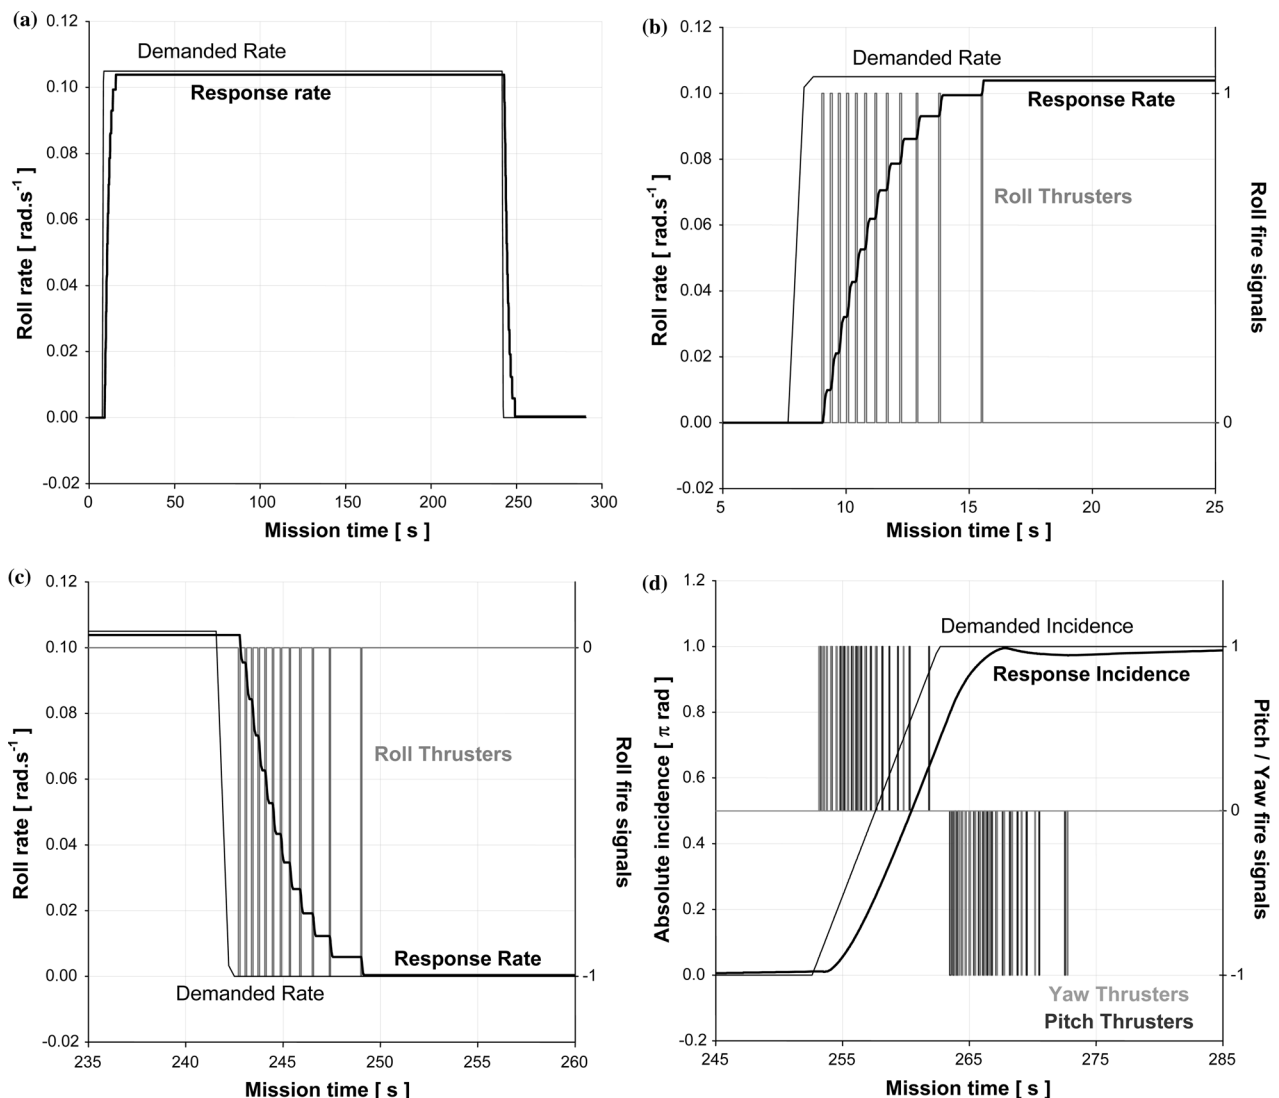 (a)
0.12
0.10
0.08
0.06
0.04
0.02
0.00
-0.02
Roll rate [ rad.s-1 ]
Demanded Rate
Response rate
0 50 100 150 200 250 300
Mission time [ s ]
(b)
0.12
0.10
0.08
0.06
0.04
0.02
0.00
-0.02
Roll rate [ rad.s-1 ]
Demanded Rate
Response Rate
Roll Thrusters
1
0
Roll fire signals
5 10 15 20 25
Mission time [ s ]
(c)
0.12
0.10
0.08
0.06
0.04
0.02
0.00
-0.02
Roll rate [ rad.s-1 ]
Roll Thrusters
Response Rate
Demanded Rate
0
-1
Roll fire signals
235 240 245 250 255 260
Mission time [ s ]
(d)
1.2
1.0
0.8
0.6
0.4
0.2
0.0
-0.2
Absolute incidence [ π rad ]
Demanded Incidence
Response Incidence
Yaw Thrusters
Pitch Thrusters
1
0
-1
Pitch / Yaw fire signals
245 255 265 275 285
Mission time [ s ]